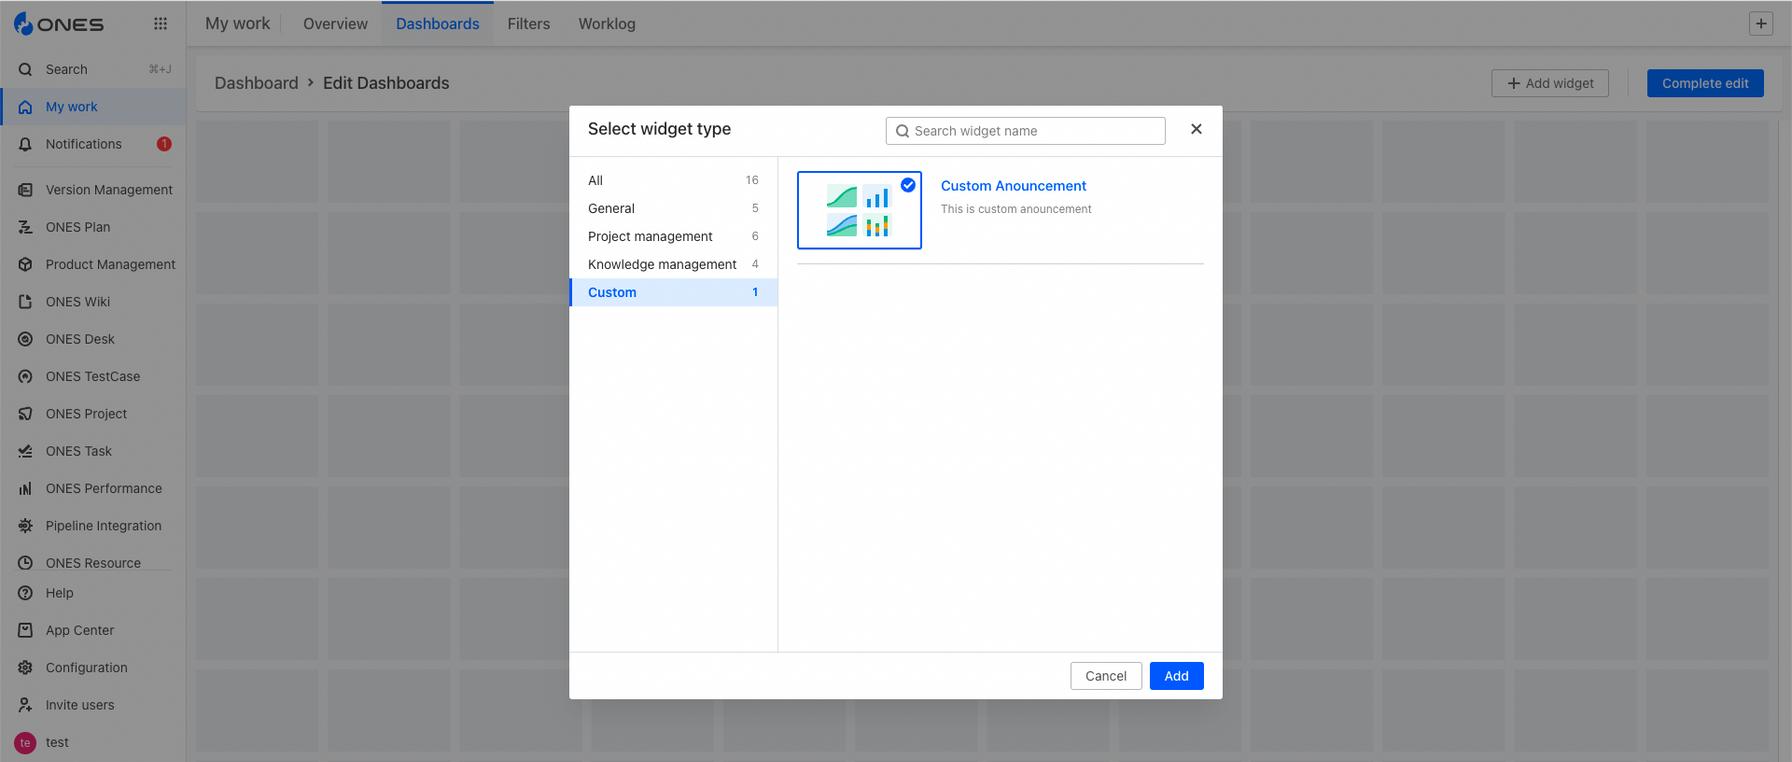 ONES
My work
Overview
Dashboards
Filters
Worklog
Search
⌘+J
My work
Notifications
1
Version Management
ONES Plan
Product Management
ONES Wiki
ONES Desk
ONES TestCase
ONES Project
ONES Task
ONES Performance
Pipeline Integration
ONES Resource
Help
App Center
Configuration
Invite users
te
test
Dashboard > Edit Dashboards
Add widget
Complete edit
Select widget type
Search widget name
All 16
General 5
Project management 6
Knowledge management 4
Custom 1
Custom Anouncement
This is custom anouncement
Cancel
Add